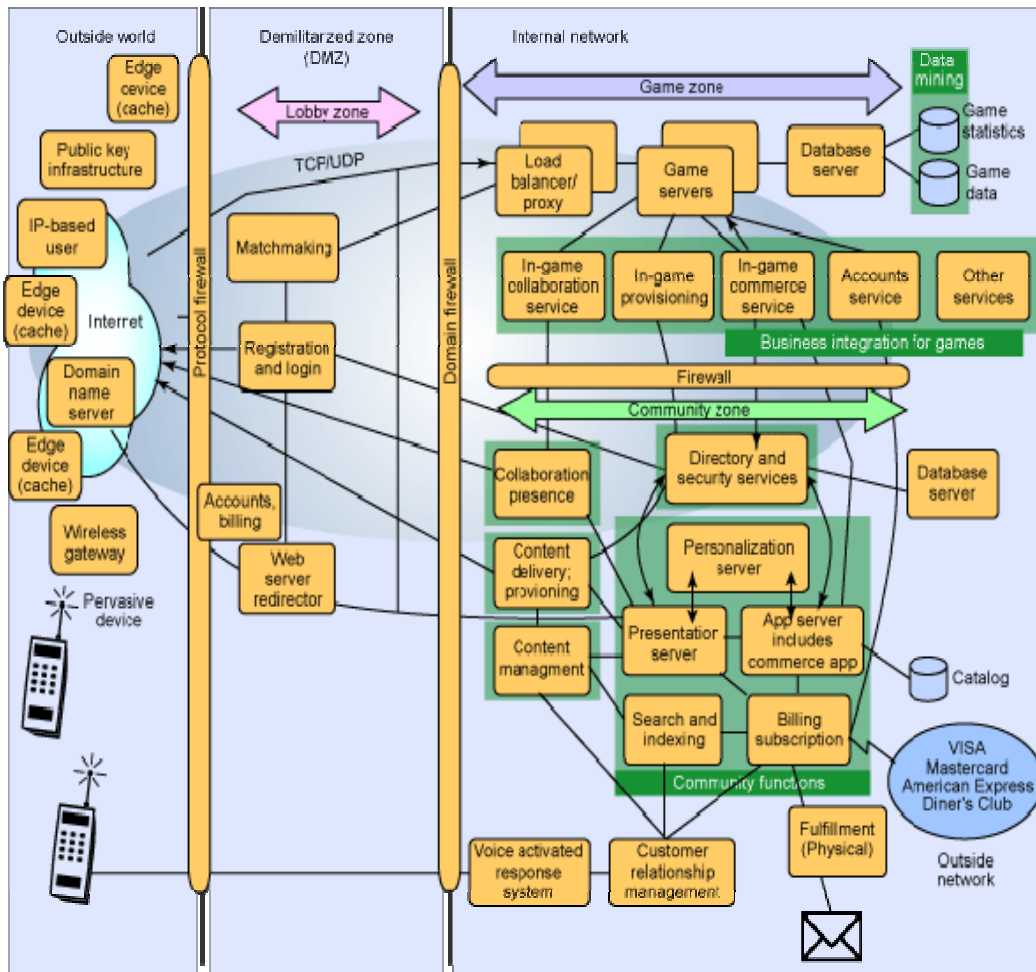 Outside world
Demilitarzed zone
(DMZ)
Internal network
Edge
cevice
(cache)
Lobby zone
Game zone
Data
mining
Game
statistics
Game
data
Public key
infrastructure
TCP/UDP
Load
balancer/
proxy
Game
servers
Database
server
IP-based
user
Matchmaking
In-game
collaboration
service
In-game
provisioning
In-game
commerce
service
Accounts
service
Other
services
Business integration for games
Edge
device
(cache)
Internet
Protocol firewall
Registration
and login
Domain firewall
Firewall
Community zone
Domain
name
server
Edge
device
(cache)
Collaboration
presence
Directory and
security services
Database
server
Accounts,
billing
Wireless
gateway
Web
server
redirector
Content
delivery;
provioning
Personalization
server
Pervasive
device
Content
managment
Presentation
server
App server
includes
commerce app
Catalog
Search and
indexing
Billing
subscription
Community functions
VISA
Mastercard
American Express
Diner's Club
Outside
network
Fulfillment
(Physical)
Voice activated
response
system
Customer
relationship
management